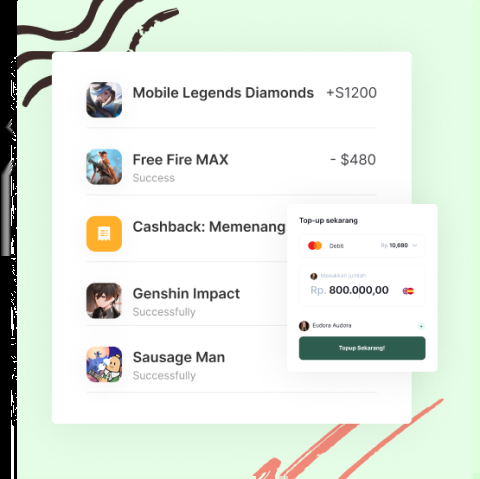 Mobile Legends Diamonds +S1200
Free Fire MAX - $480
Success
Cashback: Memenang
Genshin Impact
Successfully
Sausage Man
Successfully
Top-up sekarang
Debit Rp 10,680
Masukkan jumlah
Rp. 800.000,00
Eudora Audora
Topup Sekarang!